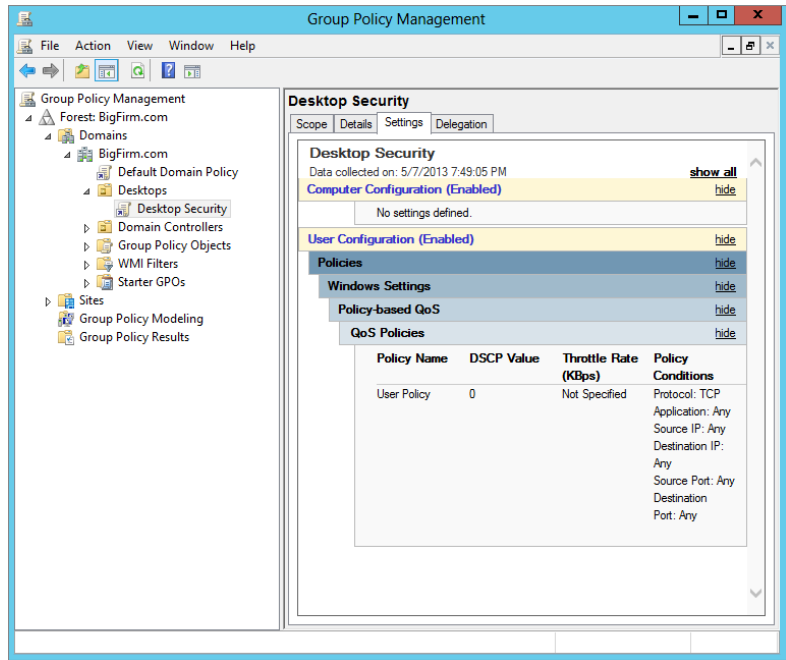 Group Policy Management
File Action View Window Help
Group Policy Management
Forest: BigFirm.com
Domains
BigFirm.com
Default Domain Policy
Desktops
Desktop Security
Domain Controllers
Group Policy Objects
WMI Filters
Starter GPOs
Sites
Group Policy Modeling
Group Policy Results
Desktop Security
Scope Details Settings Delegation
Desktop Security
Data collected on: 5/7/2013 7:49:05 PM show all
Computer Configuration (Enabled) hide
No settings defined.
User Configuration (Enabled) hide
Policies hide
Windows Settings hide
Policy-based QoS hide
QoS Policies hide
Policy Name DSCP Value Throttle Rate Policy
(KBps) Conditions
User Policy 0 Not Specified Protocol: TCP
Application: Any
Source IP: Any
Destination IP:
Any
Source Port: Any
Destination
Port: Any